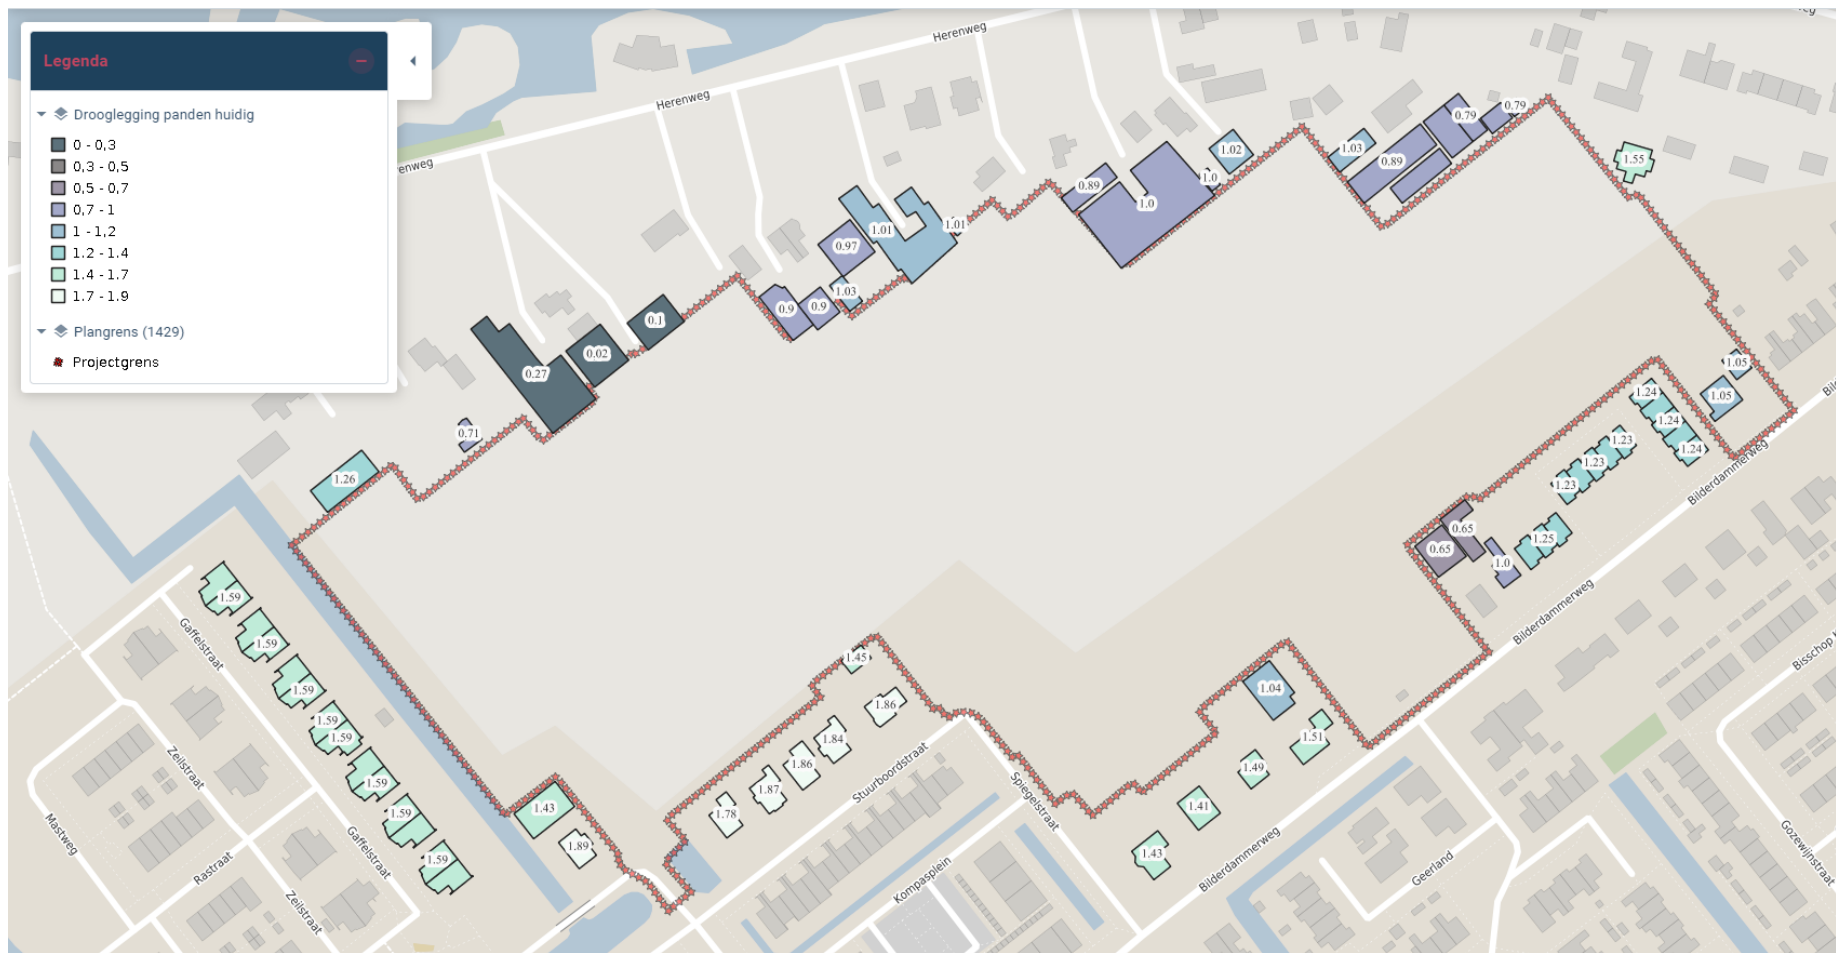 Legenda
Drooglegging panden huidig
0 - 0,3
0,3 - 0,5
0,5 - 0,7
0,7 - 1
1 - 1,2
1.2 - 1.4
1.4 - 1.7
1.7 - 1.9
Plangrens (1429)
Projectgrens
Herenweg
Herenweg
enweg
0.79
0.79
1.03
0.89
1.02
1.55
1.0
0.89
1.0
1.01
1.01
0.97
1.03
0.9
0.9
0.1
0.02
0.27
0.71
1.26
1.05
1.05
1.24
1.24
1.24
1.23
1.23
1.23
Bilderdammerweg
0.65
0.65
1.0
1.25
Bilderdammerweg
1.59
1.59
1.59
1.59
1.59
1.59
1.59
1.59
Gaffelstraat
Zeilstraat
Mastweg
Rastraat
Gaffelstraat
Zeilstraat
1.43
1.89
1.45
1.86
1.84
1.86
1.87
1.78
Stuurboordstraat
Spiegelstraat
Kompasplein
1.04
1.51
1.49
1.41
1.43
Bilderdammerweg
Geerland
Gozewijnstraat
Bisschop